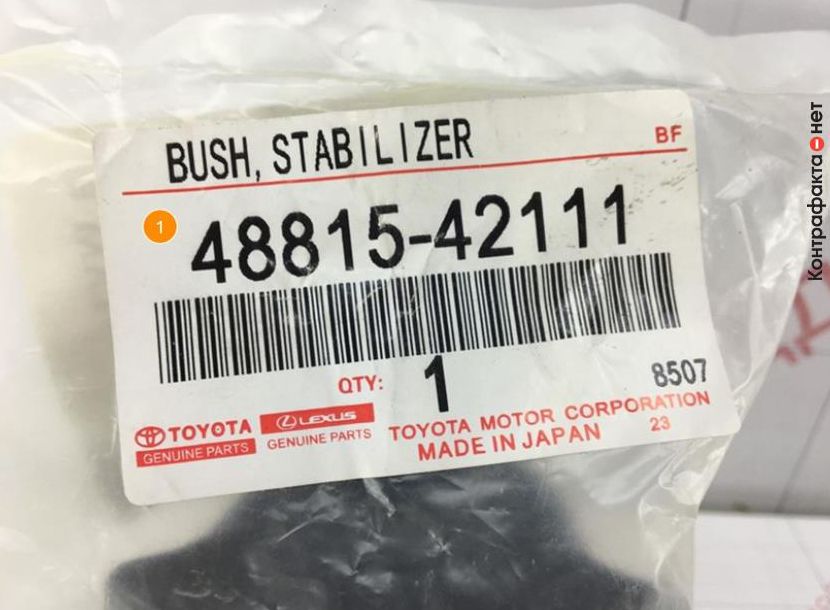 BUSH, STABILIZER
BF
1
48815-42111
QTY: 1
8507
TOYOTA
GENUINE PARTS
LEXUS
GENUINE PARTS
TOYOTA MOTOR CORPORATION
MADE IN JAPAN
23
Контрафакта нет